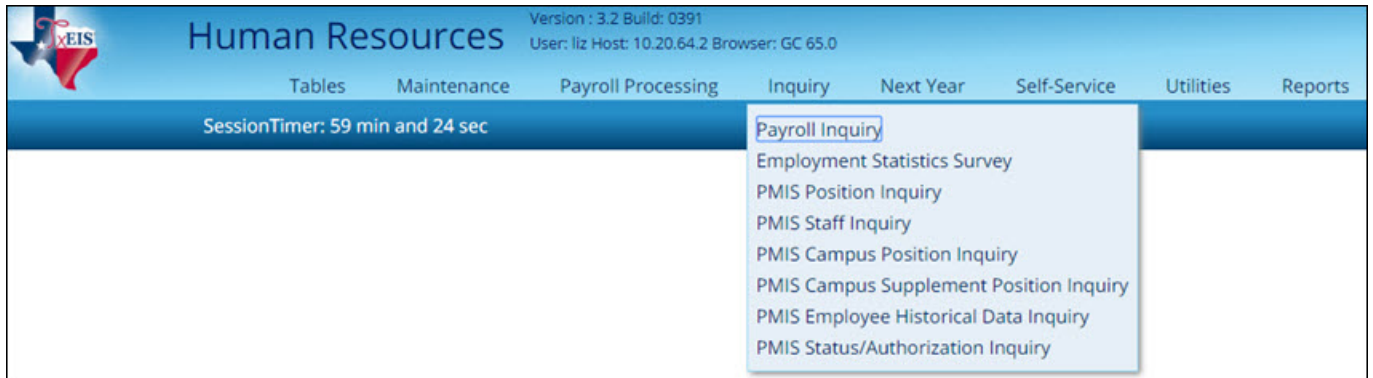 TxEIS
Human Resources
Version : 3.2 Build: 0391
User: liz Host: 10.20.64.2 Browser: GC 65.0
Tables Maintenance Payroll Processing Inquiry Next Year Self-Service Utilities Reports
SessionTimer: 59 min and 24 sec
Payroll Inquiry
Employment Statistics Survey
PMIS Position Inquiry
PMIS Staff Inquiry
PMIS Campus Position Inquiry
PMIS Campus Supplement Position Inquiry
PMIS Employee Historical Data Inquiry
PMIS Status/Authorization Inquiry